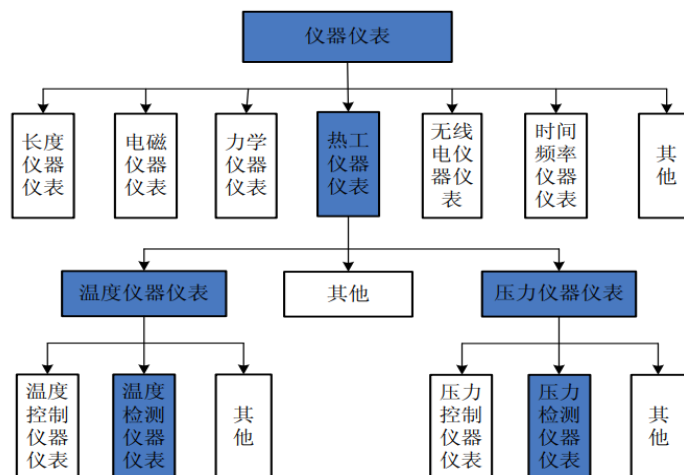 仪器仪表
长度
仪器
仪表
电磁
仪器
仪表
力学
仪器
仪表
热工
仪器
仪表
无线
电仪
器仪
表
时间
频率
仪器
仪表
其
他
温度仪器仪表
其他
压力仪器仪表
温度
控制
仪器
仪表
温度
检测
仪器
仪表
其
他
压力
控制
仪器
仪表
压力
检测
仪器
仪表
其
他